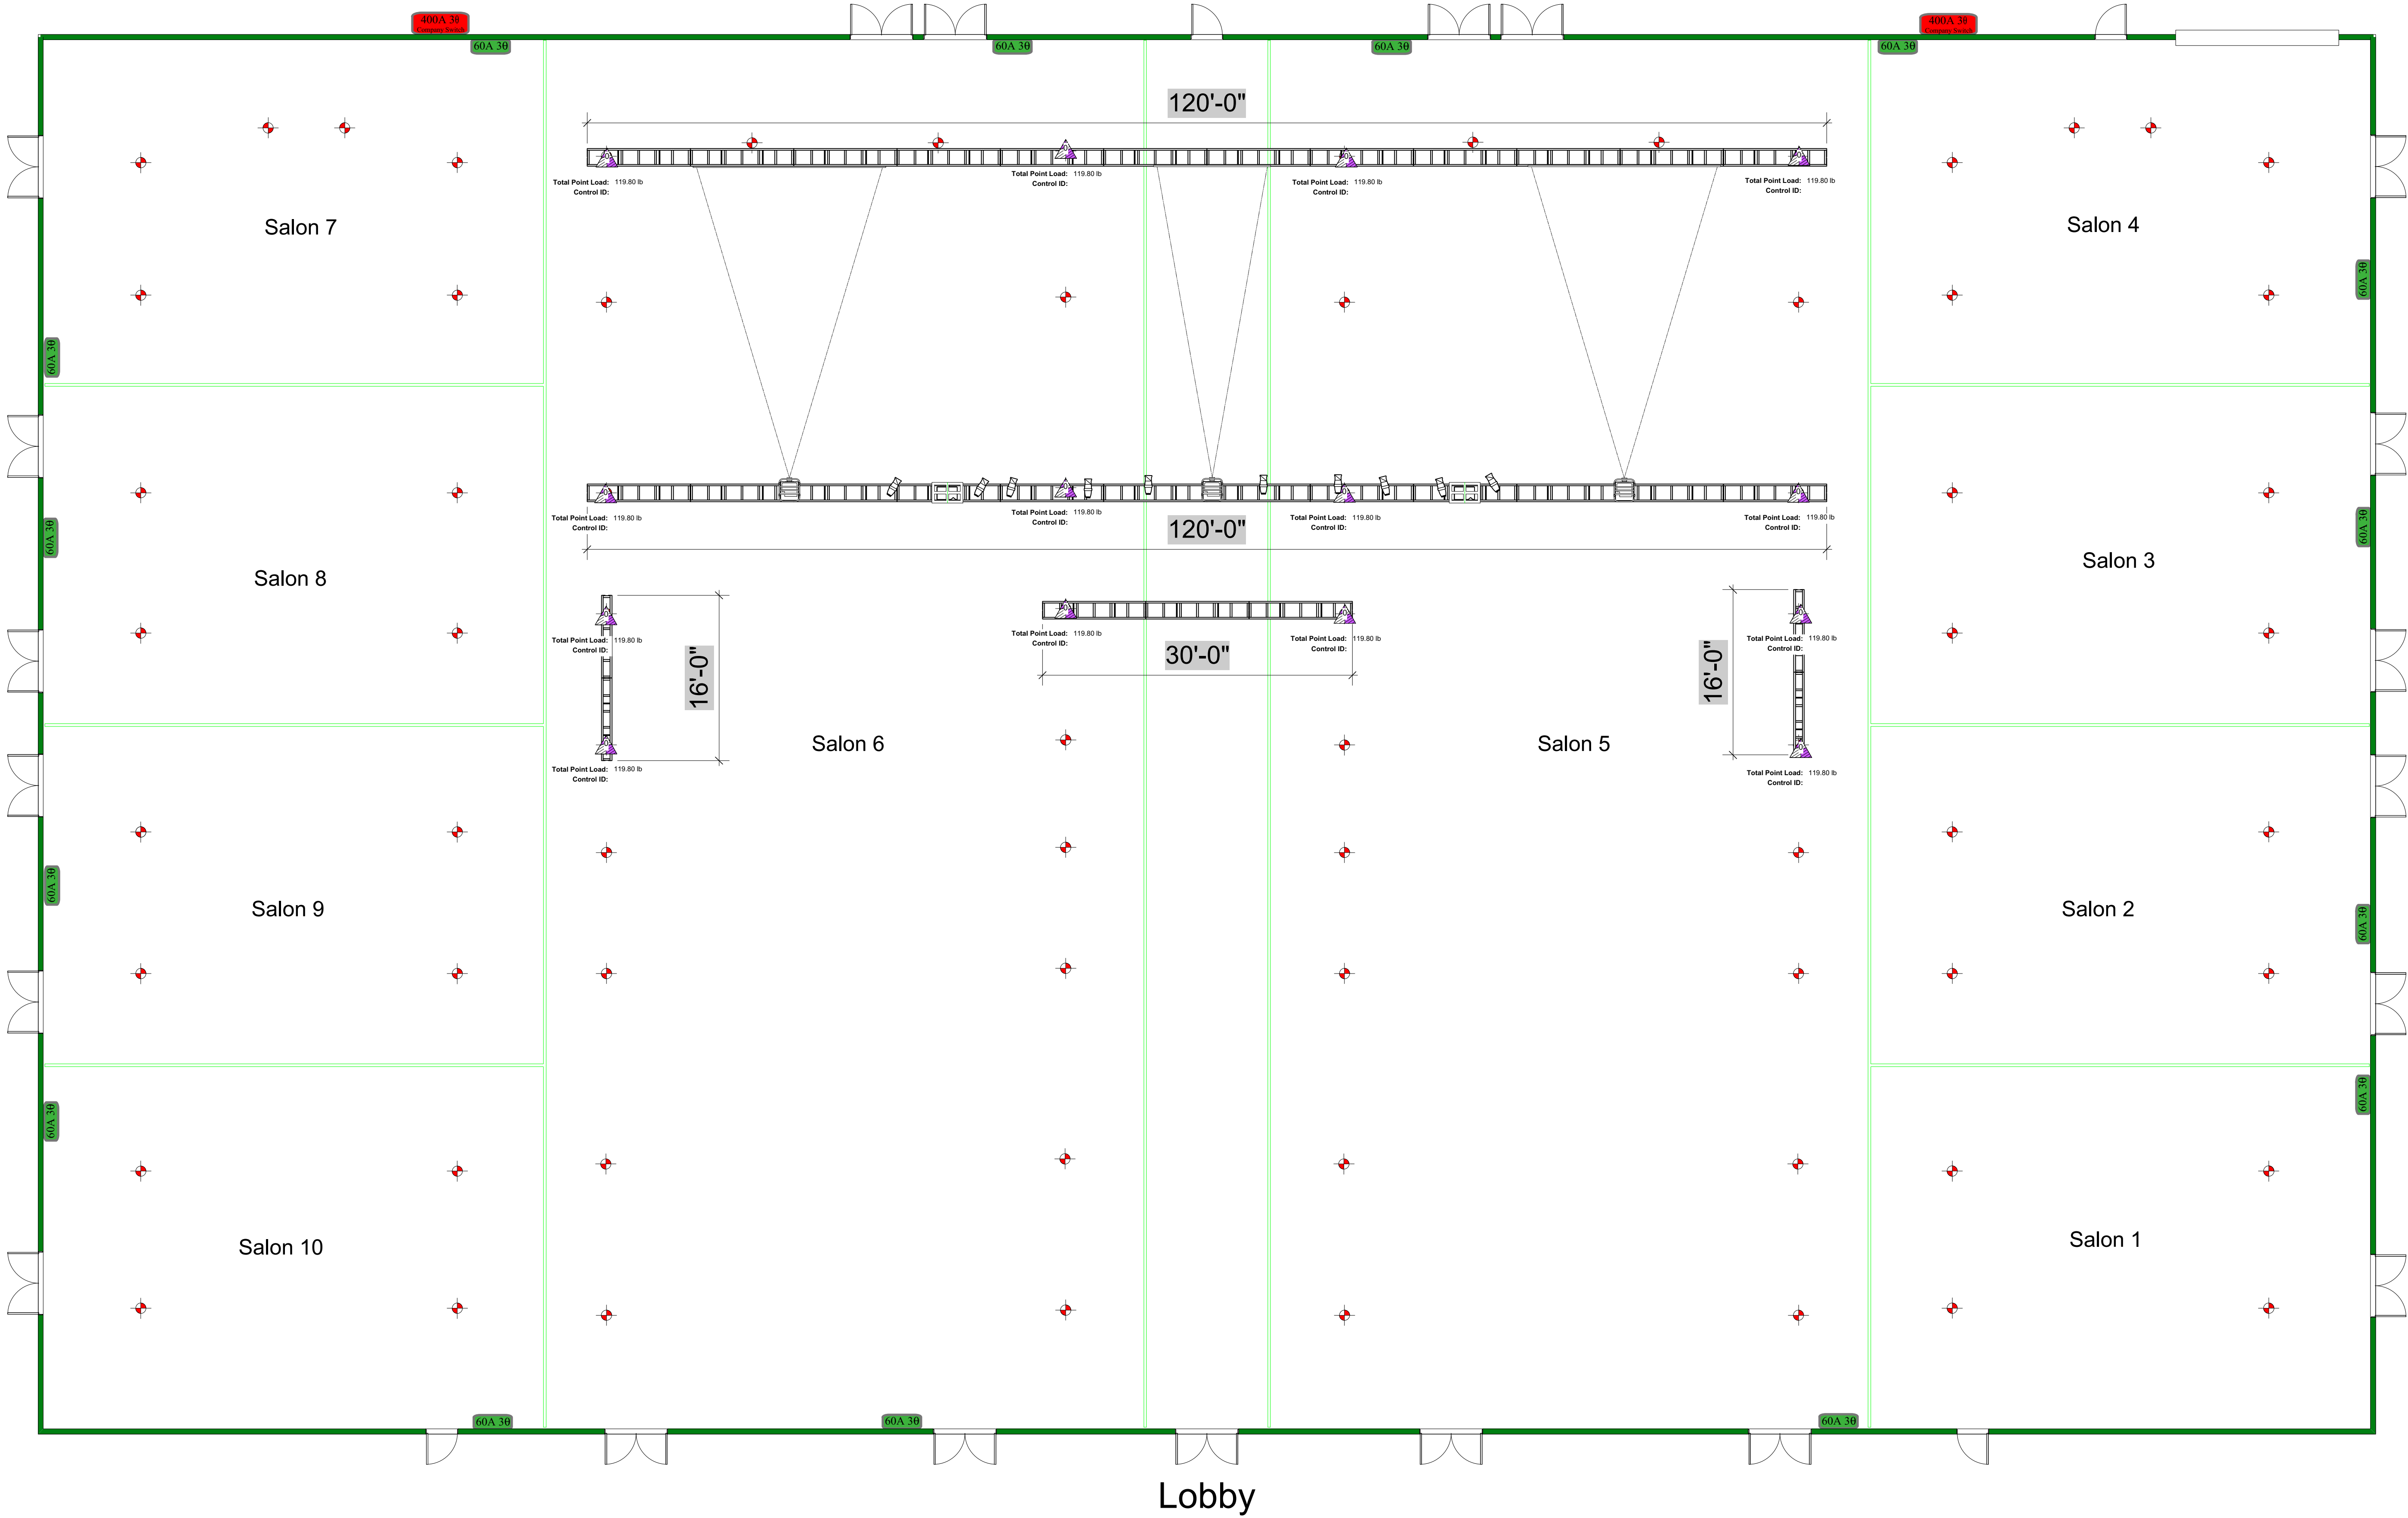 400A 3θ
Company Switch
400A 3θ
Company Switch
60A 3θ
60A 3θ
60A 3θ
60A 3θ
120'-0"
Total Point Load: 119.80 lb
Control ID:
Total Point Load: 119.80 lb
Control ID:
Total Point Load: 119.80 lb
Control ID:
Total Point Load: 119.80 lb
Control ID:
Salon 7
Salon 4
60A 3θ
60A 3θ
Total Point Load: 119.80 lb
Control ID:
Total Point Load: 119.80 lb
Control ID:
Total Point Load: 119.80 lb
Control ID:
Total Point Load: 119.80 lb
Control ID:
120'-0"
60A 3θ
60A 3θ
Salon 8
Salon 3
Total Point Load: 119.80 lb
Control ID:
Total Point Load: 119.80 lb
Control ID:
Total Point Load: 119.80 lb
Control ID:
Total Point Load: 119.80 lb
Control ID:
16'-0"
30'-0"
16'-0"
Salon 6
Salon 5
Total Point Load: 119.80 lb
Control ID:
Total Point Load: 119.80 lb
Control ID:
60A 3θ
Salon 9
Salon 2
60A 3θ
60A 3θ
60A 3θ
Salon 10
Salon 1
60A 3θ
60A 3θ
60A 3θ
Lobby